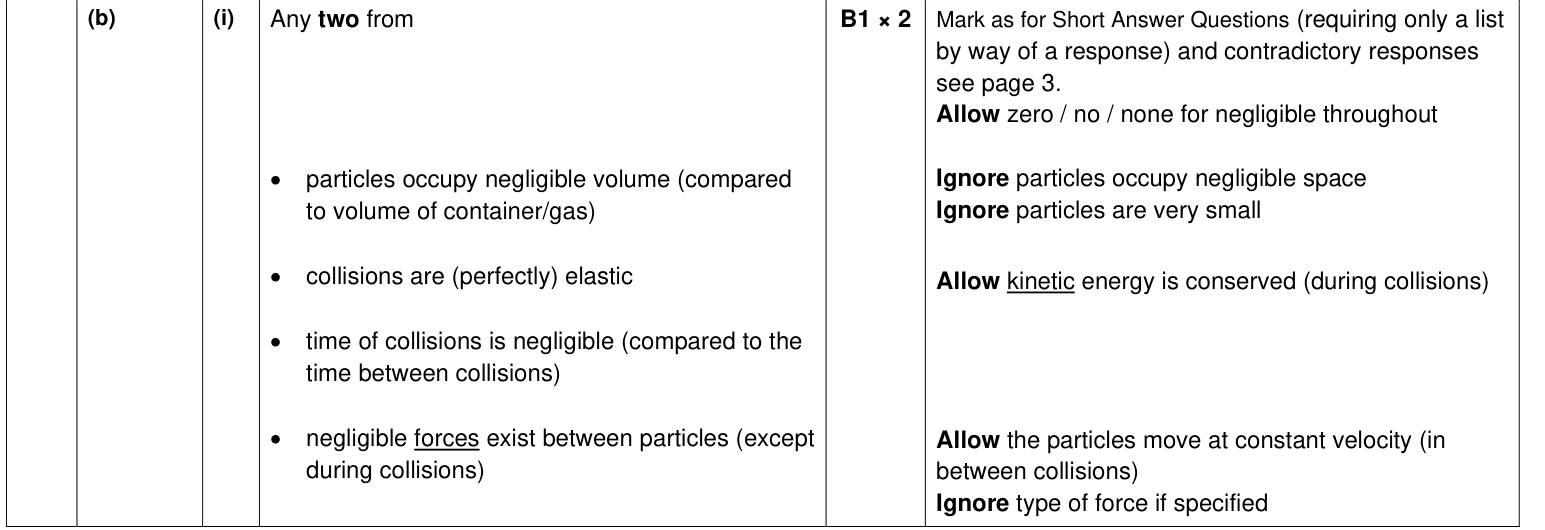 (b)
(i)
Any two from
B1 × 2
Mark as for Short Answer Questions (requiring only a list
by way of a response) and contradictory responses
see page 3.
Allow zero / no / none for negligible throughout
• particles occupy negligible volume (compared
to volume of container/gas)
Ignore particles occupy negligible space
Ignore particles are very small
• collisions are (perfectly) elastic
Allow kinetic energy is conserved (during collisions)
• time of collisions is negligible (compared to the
time between collisions)
• negligible forces exist between particles (except
during collisions)
Allow the particles move at constant velocity (in
between collisions)
Ignore type of force if specified